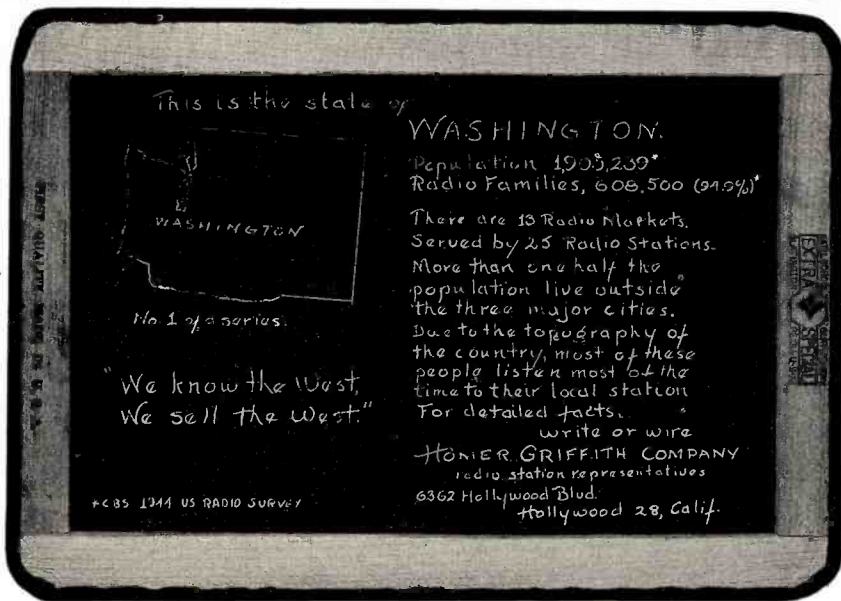 This is the state of
WASHINGTON
No. 1 of a series.
"We know the West,
We sell the West."
*CBS 1944 US RADIO SURVEY
WASHINGTON.
Population 1,905,239*
Radio Families, 608,500 (94.9%)*
There are 13 Radio Markets.
Served by 25 Radio Stations.
More than one half the
population live outside
the three major cities.
Due to the topography of
the country, most of these
people listen most of the
time to their local station
For detailed facts,
write or wire
HOMER GRIFFITH COMPANY
radio station representatives
6362 Hollywood Blvd.
Hollywood 28, Calif.
EXTRA
SPECIAL